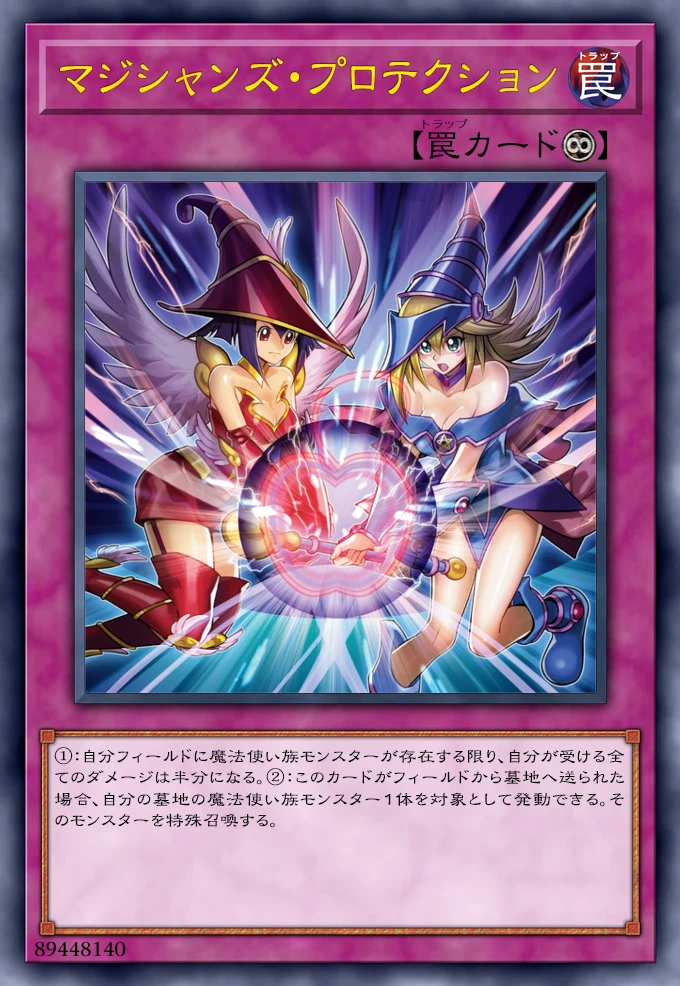 マジシャンズ・プロテクション
トラップ
罠
トラップ
【罠カード】
①:自分フィールドに魔法使い族モンスターが存在する限り、自分が受ける全
てのダメージは半分になる。②:このカードがフィールドから墓地へ送られた
場合、自分の墓地の魔法使い族モンスター1体を対象として発動できる。そ
のモンスターを特殊召喚する。
89448140